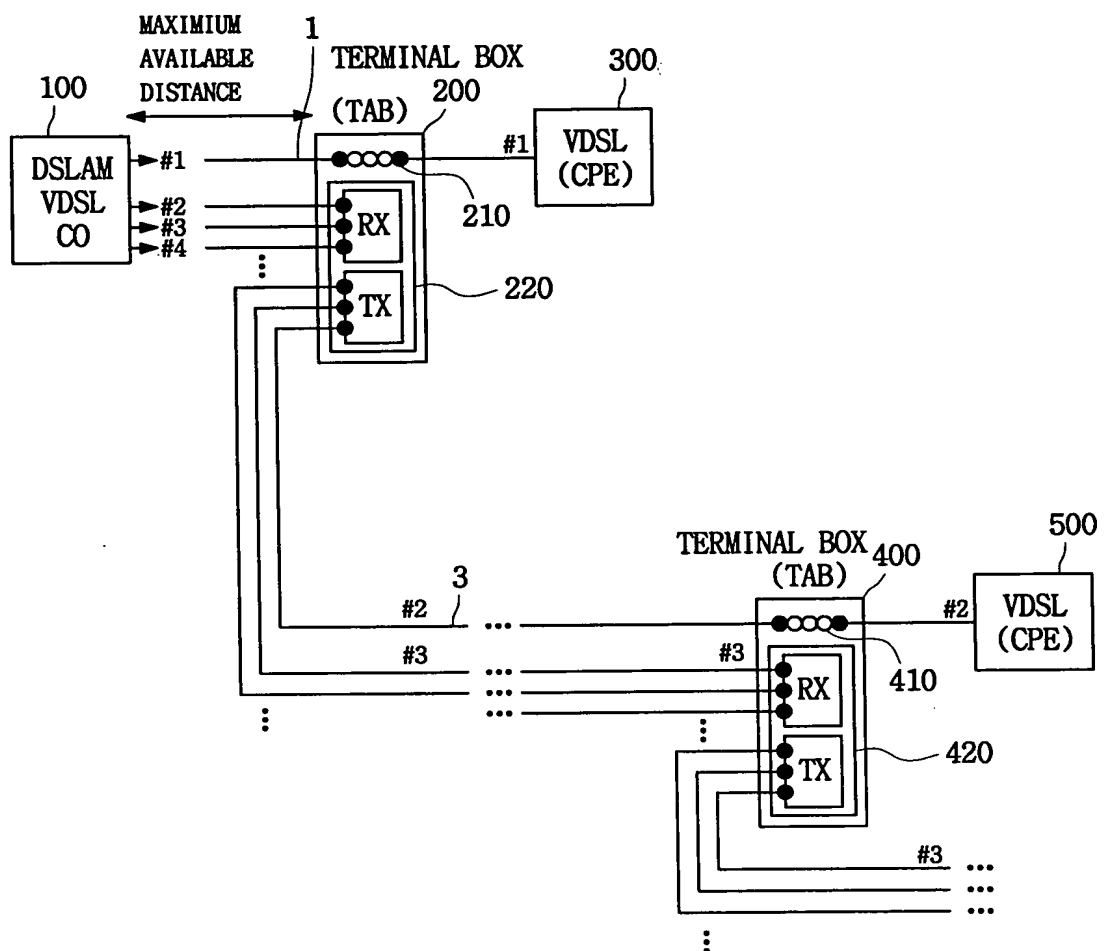 MAXIMIUM
AVAILABLE
DISTANCE
1
TERMINAL BOX
(TAB)
100
200
300
DSLAM
VDSL
CO
#1
#1
VDSL
(CPE)
210
#2
#3
#4
RX
TX
220
TERMINAL BOX
(TAB)
400
500
#2
3
#2
VDSL
(CPE)
410
#3
#3
RX
TX
420
#3